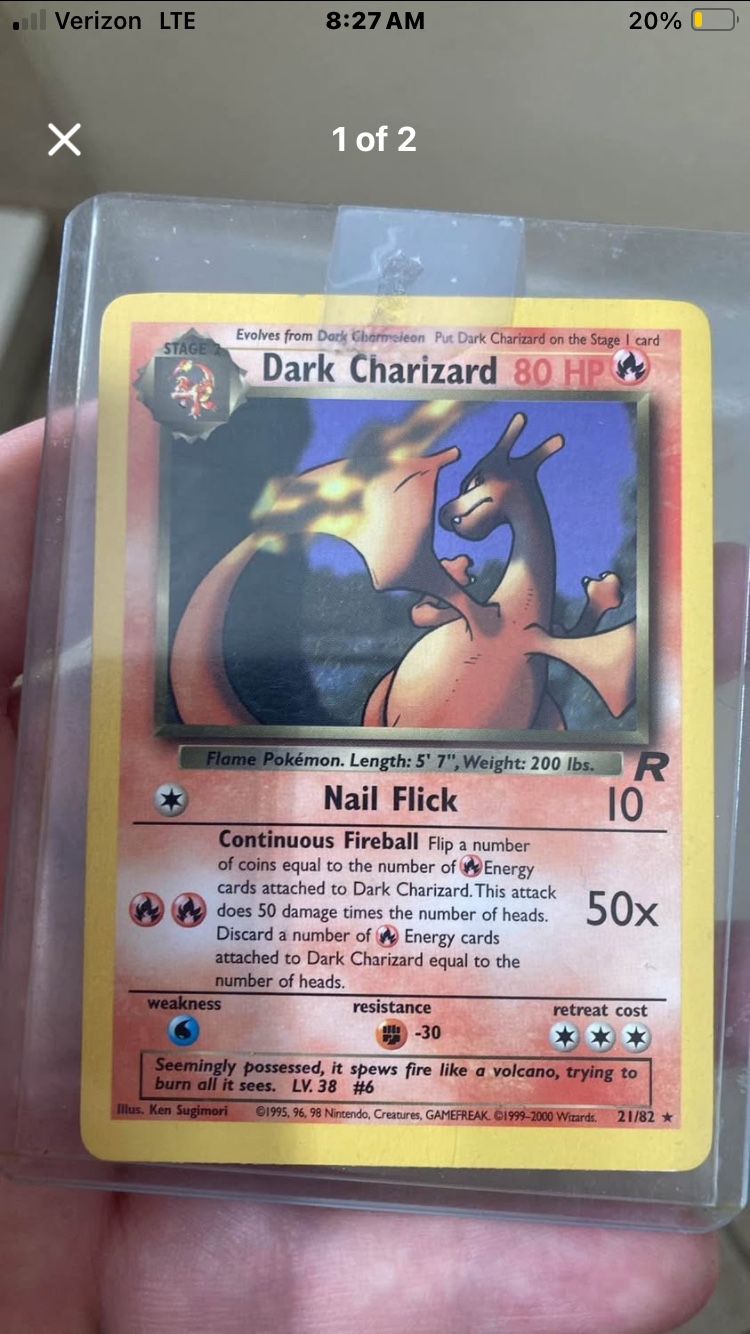 Verizon LTE 8:27 AM 20%
1 of 2
Evolves from Dark Charmeleon Put Dark Charizard on the Stage 1 card
STAGE 2
Dark Charizard 80 HP
Flame Pokémon. Length: 5' 7", Weight: 200 lbs.
R
Nail Flick 10
Continuous Fireball Flip a number
of coins equal to the number of Energy
cards attached to Dark Charizard. This attack
does 50 damage times the number of heads.
50x
Discard a number of Energy cards
attached to Dark Charizard equal to the
number of heads.
weakness resistance retreat cost
-30
Seemingly possessed, it spews fire like a volcano, trying to
burn all it sees. LV. 38 #6
Illus. Ken Sugimori ©1995, 96, 98 Nintendo, Creatures, GAMEFREAK. ©1999-2000 Wizards. 21/82 ★